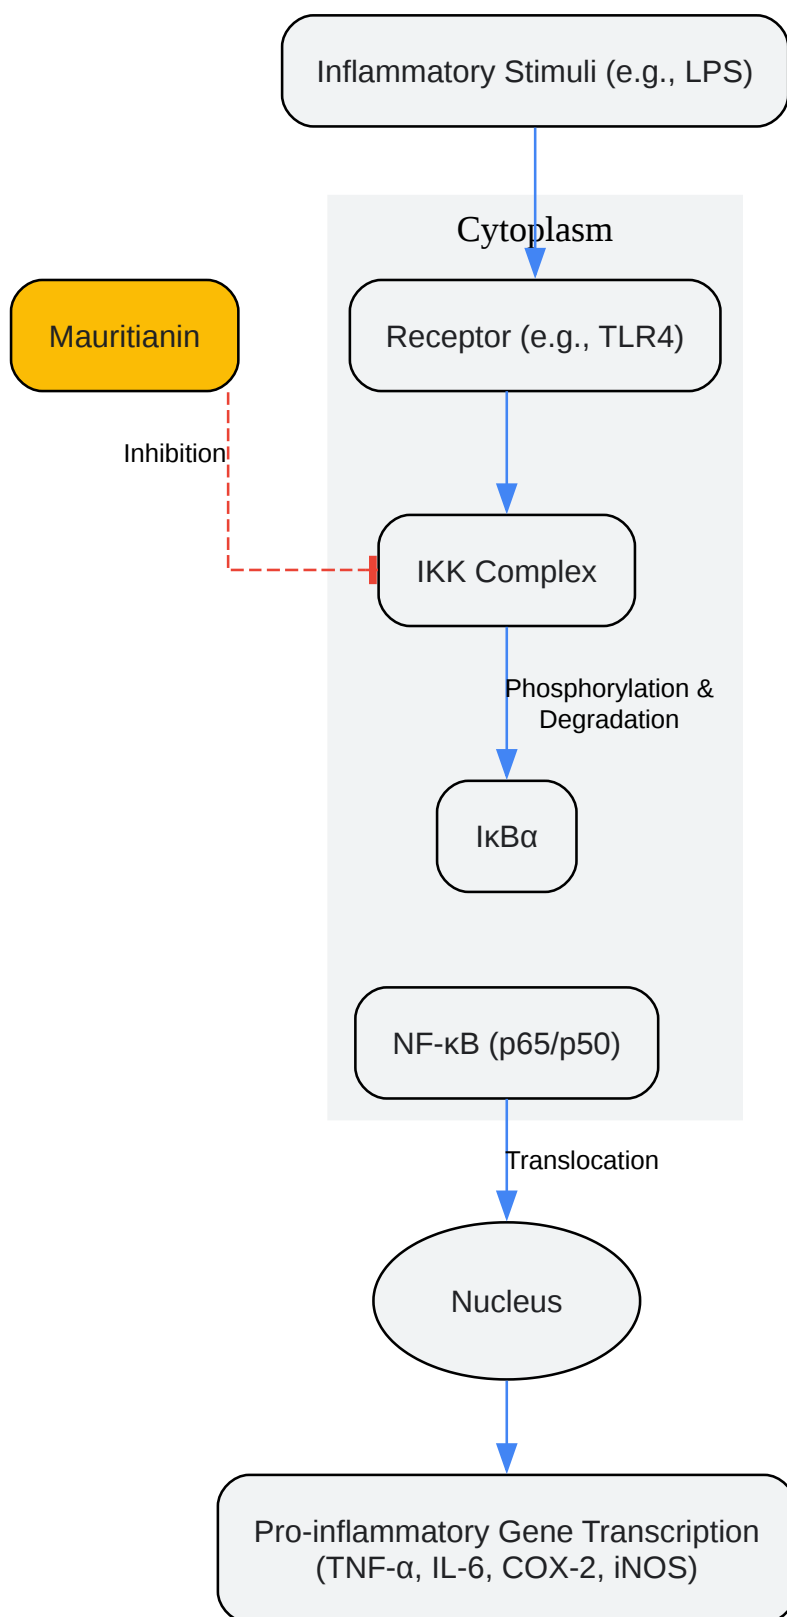 Inflammatory Stimuli (e.g., LPS)
Cytoplasm
Mauritianin
Receptor (e.g., TLR4)
Inhibition
IKK Complex
Phosphorylation &
Degradation
IκBα
NF-κB (p65/p50)
Translocation
Nucleus
Pro-inflammatory Gene Transcription
(TNF-α, IL-6, COX-2, iNOS)